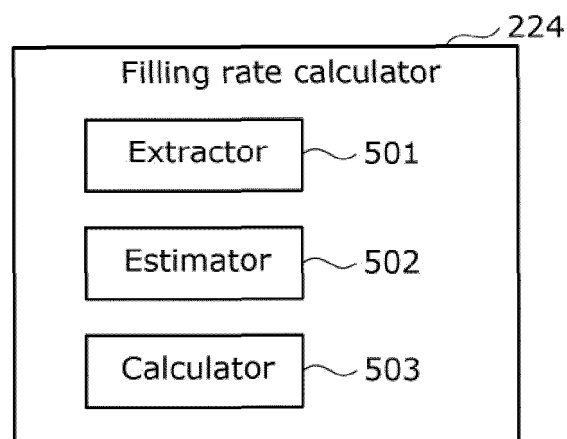 224
Filling rate calculator
Extractor 501
Estimator 502
Calculator 503